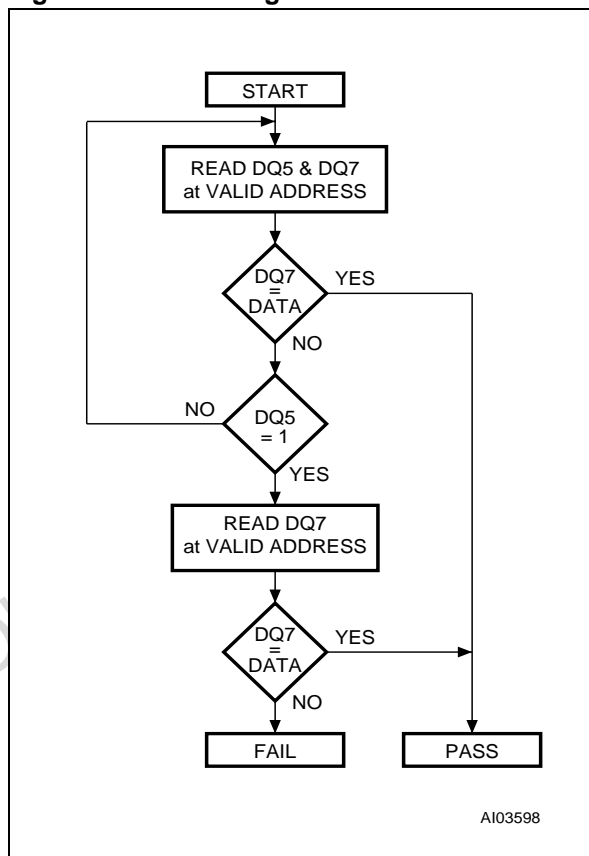 START
READ DQ5 & DQ7
at VALID ADDRESS
DQ7
=
DATA
YES
NO
NO
DQ5
= 1
YES
READ DQ7
at VALID ADDRESS
DQ7
=
DATA
YES
NO
FAIL
PASS
AI03598